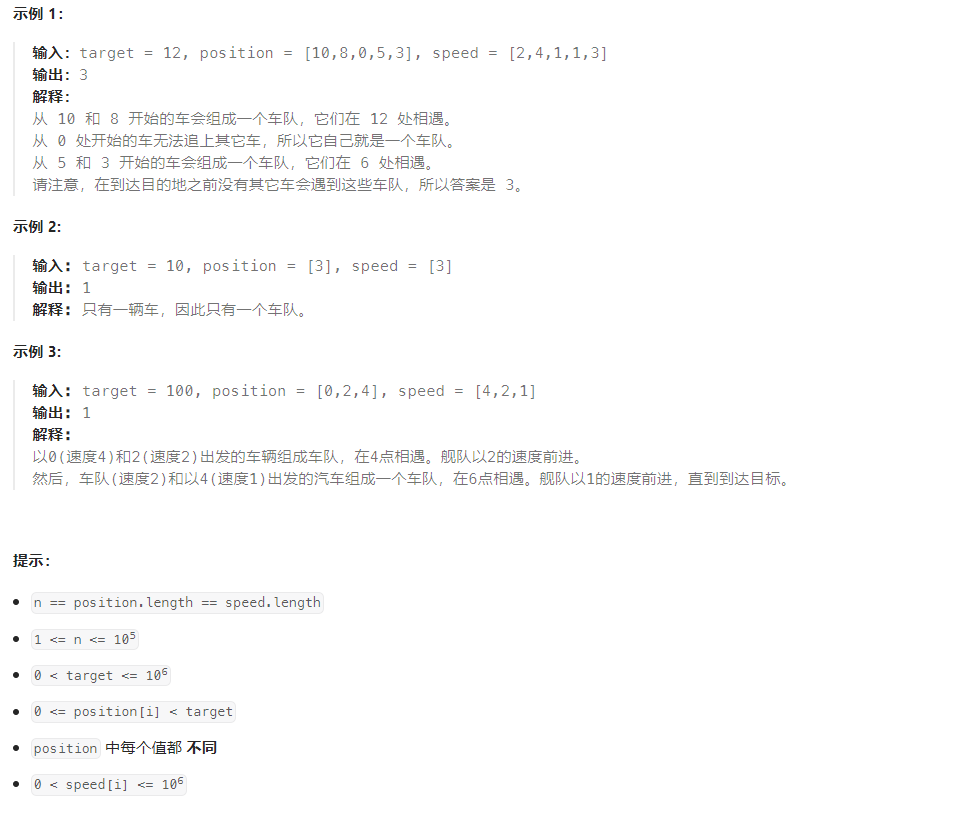 示例 1:
输入: target = 12, position = [10,8,0,5,3], speed = [2,4,1,1,3]
输出: 3
解释:
从 10 和 8 开始的车会组成一个车队，它们在 12 处相遇。
从 0 处开始的车无法追上其它车，所以它自己就是一个车队。
从 5 和 3 开始的车会组成一个车队，它们在 6 处相遇。
请注意，在到达目的地之前没有其它车会遇到这些车队，所以答案是 3。
示例 2:
输入: target = 10, position = [3], speed = [3]
输出: 1
解释: 只有一辆车，因此只有一个车队。
示例 3:
输入: target = 100, position = [0,2,4], speed = [4,2,1]
输出: 1
解释:
以0(速度4)和2(速度2)出发的车辆组成车队，在4点相遇。舰队以2的速度前进。
然后，车队(速度2)和以4(速度1)出发的汽车组成一个车队，在6点相遇。舰队以1的速度前进，直到到达目标。
提示：
n == position.length == speed.length
1 <= n <= 10⁵
0 < target <= 10⁶
0 <= position[i] < target
position 中每个值都 不同
0 < speed[i] <= 10⁶